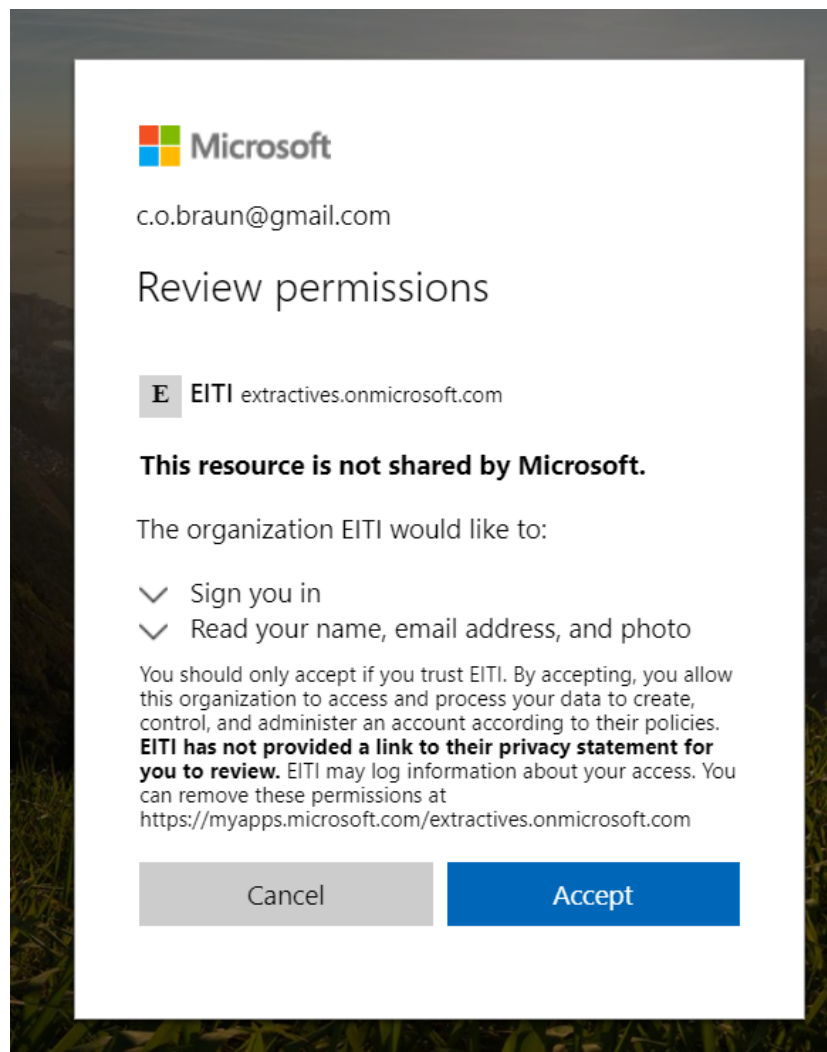 Microsoft
c.o.braun@gmail.com
Review permissions
E EITI extractives.onmicrosoft.com
This resource is not shared by Microsoft.
The organization EITI would like to:
Sign you in
Read your name, email address, and photo
You should only accept if you trust EITI. By accepting, you allow
this organization to access and process your data to create,
control, and administer an account according to their policies.
EITI has not provided a link to their privacy statement for
you to review. EITI may log information about your access. You
can remove these permissions at
https://myapps.microsoft.com/extractives.onmicrosoft.com
Cancel Accept